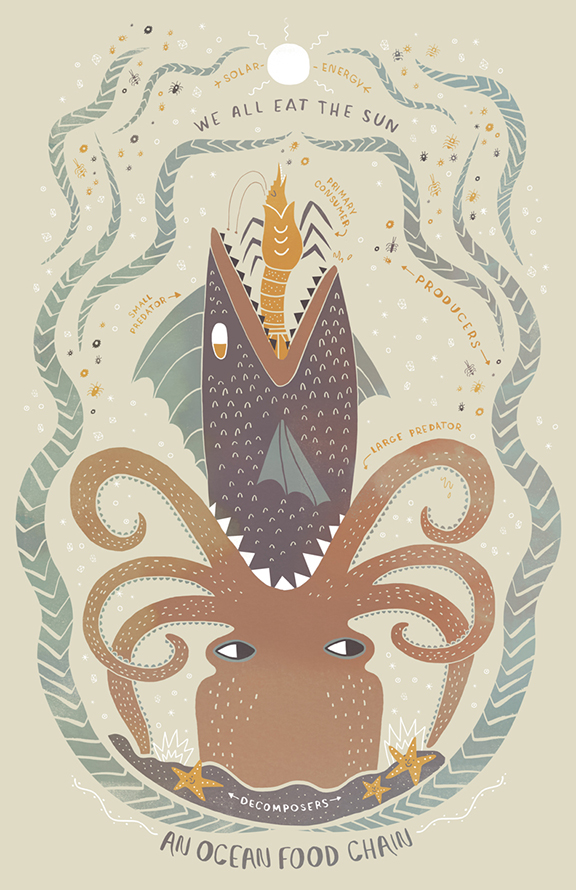 SOLAR
ENERGY
WE ALL EAT THE SUN
PRIMARY
CONSUMER
SMALL
PREDATOR
PRODUCERS
LARGE PREDATOR
DECOMPOSERS
AN OCEAN FOOD CHAIN